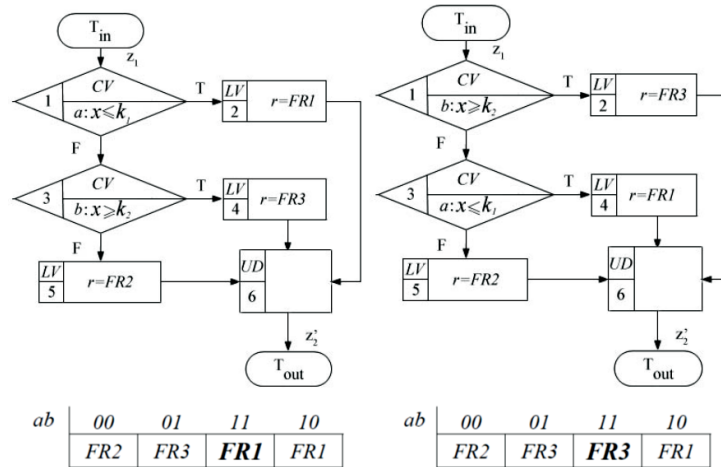 T_in
z_1
1
CV
a: x ⩽ k_1
T
LV
2
r=FR1
F
3
CV
b: x ⩾ k_2
T
LV
4
r=FR3
F
LV
5
r=FR2
UD
6
z'_2
T_out
ab 00 01 11 10
FR2 FR3 FR1 FR1
T_in
z_1
1
CV
b: x ⩾ k_2
T
LV
2
r=FR3
F
3
CV
a: x ⩽ k_1
T
LV
4
r=FR1
F
LV
5
r=FR2
UD
6
z'_2
T_out
ab 00 01 11 10
FR2 FR3 FR3 FR1